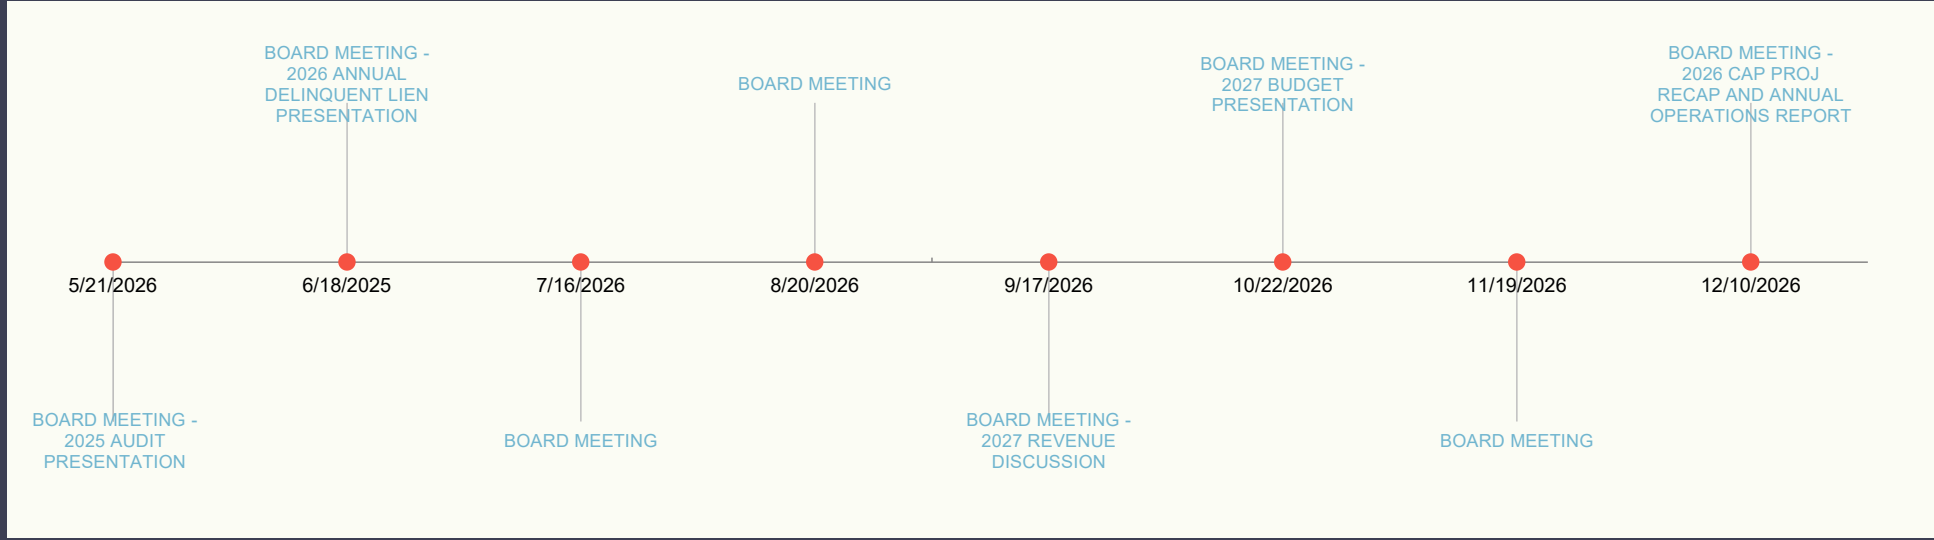 BOARD MEETING -
2026 ANNUAL
DELINQUENT LIEN
PRESENTATION
BOARD MEETING
BOARD MEETING -
2027 BUDGET
PRESENTATION
BOARD MEETING -
2026 CAP PROJ
RECAP AND ANNUAL
OPERATIONS REPORT
5/21/2026
6/18/2025
7/16/2026
8/20/2026
9/17/2026
10/22/2026
11/19/2026
12/10/2026
BOARD MEETING -
2025 AUDIT
PRESENTATION
BOARD MEETING
BOARD MEETING -
2027 REVENUE
DISCUSSION
BOARD MEETING